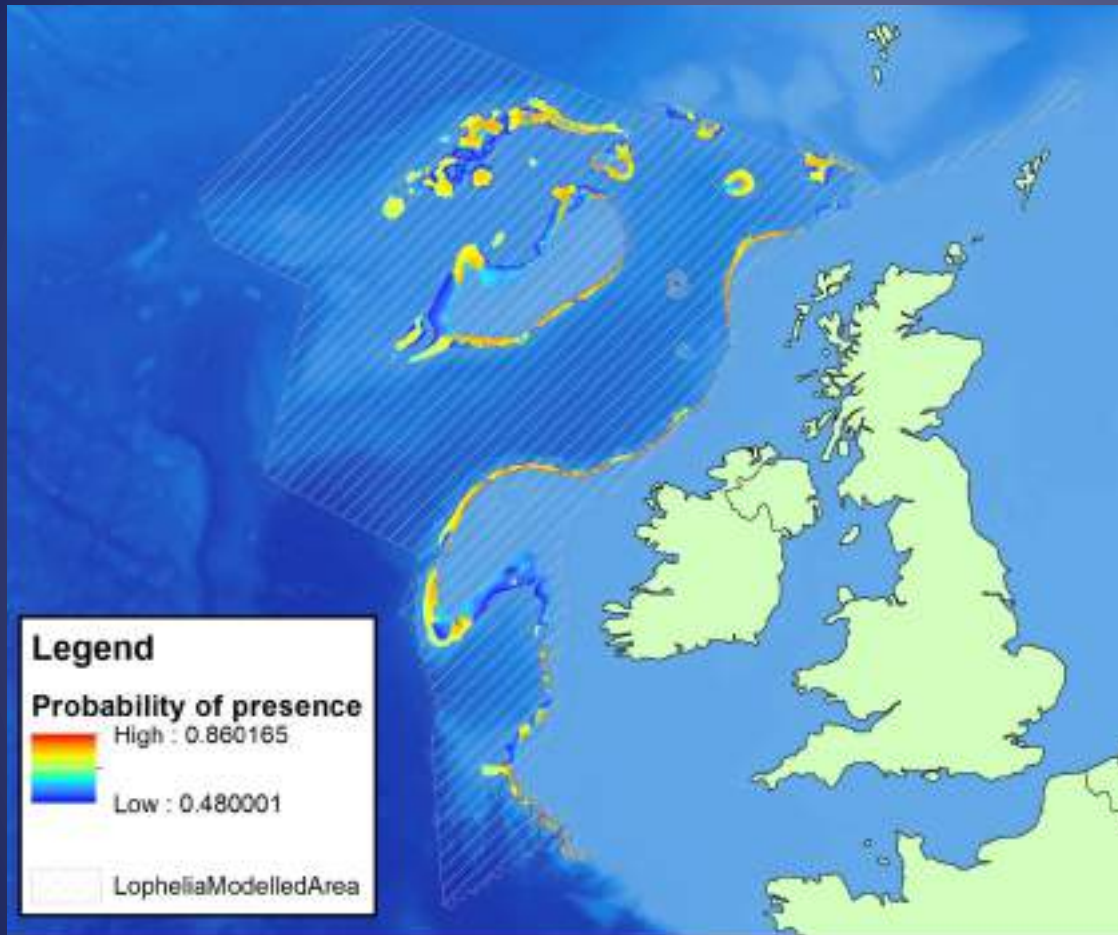 Legend
Probability of presence
High : 0.860165
Low : 0.480001
LopheliaModelledArea